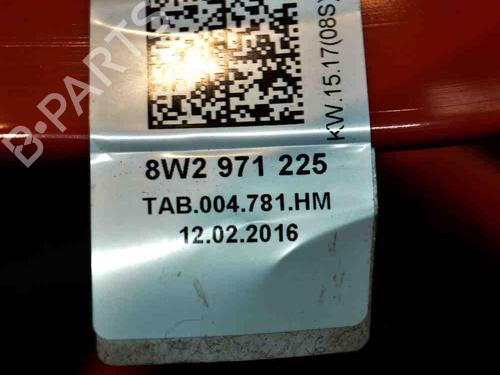 B-PARTS
KW.15.17(08S
8W2 971 225
TAB.004.781.HM
12.02.2016